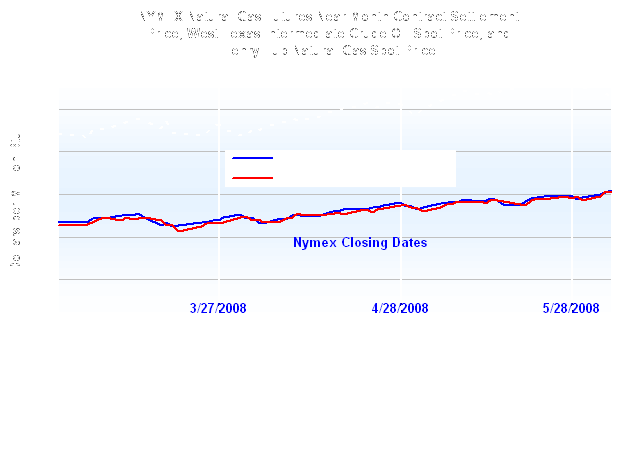 NYMEX Natural Gas Futures Near Month Contract Settlement
Price, West Texas Intermediate Crude Oil Spot Price, and
Henry Hub Natural Gas Spot Price
Nymex Closing Dates
3/27/2008 4/28/2008 5/28/2008